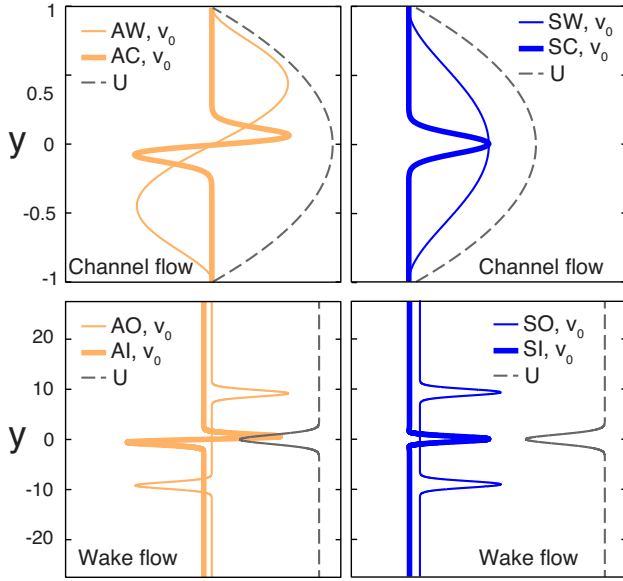 AW, v₀
AC, v₀
U
SW, v₀
SC, v₀
U
1
0.5
y
0
-0.5
-1
Channel flow
Channel flow
AO, v₀
AI, v₀
U
SO, v₀
SI, v₀
U
20
10
y
0
-10
-20
Wake flow
Wake flow